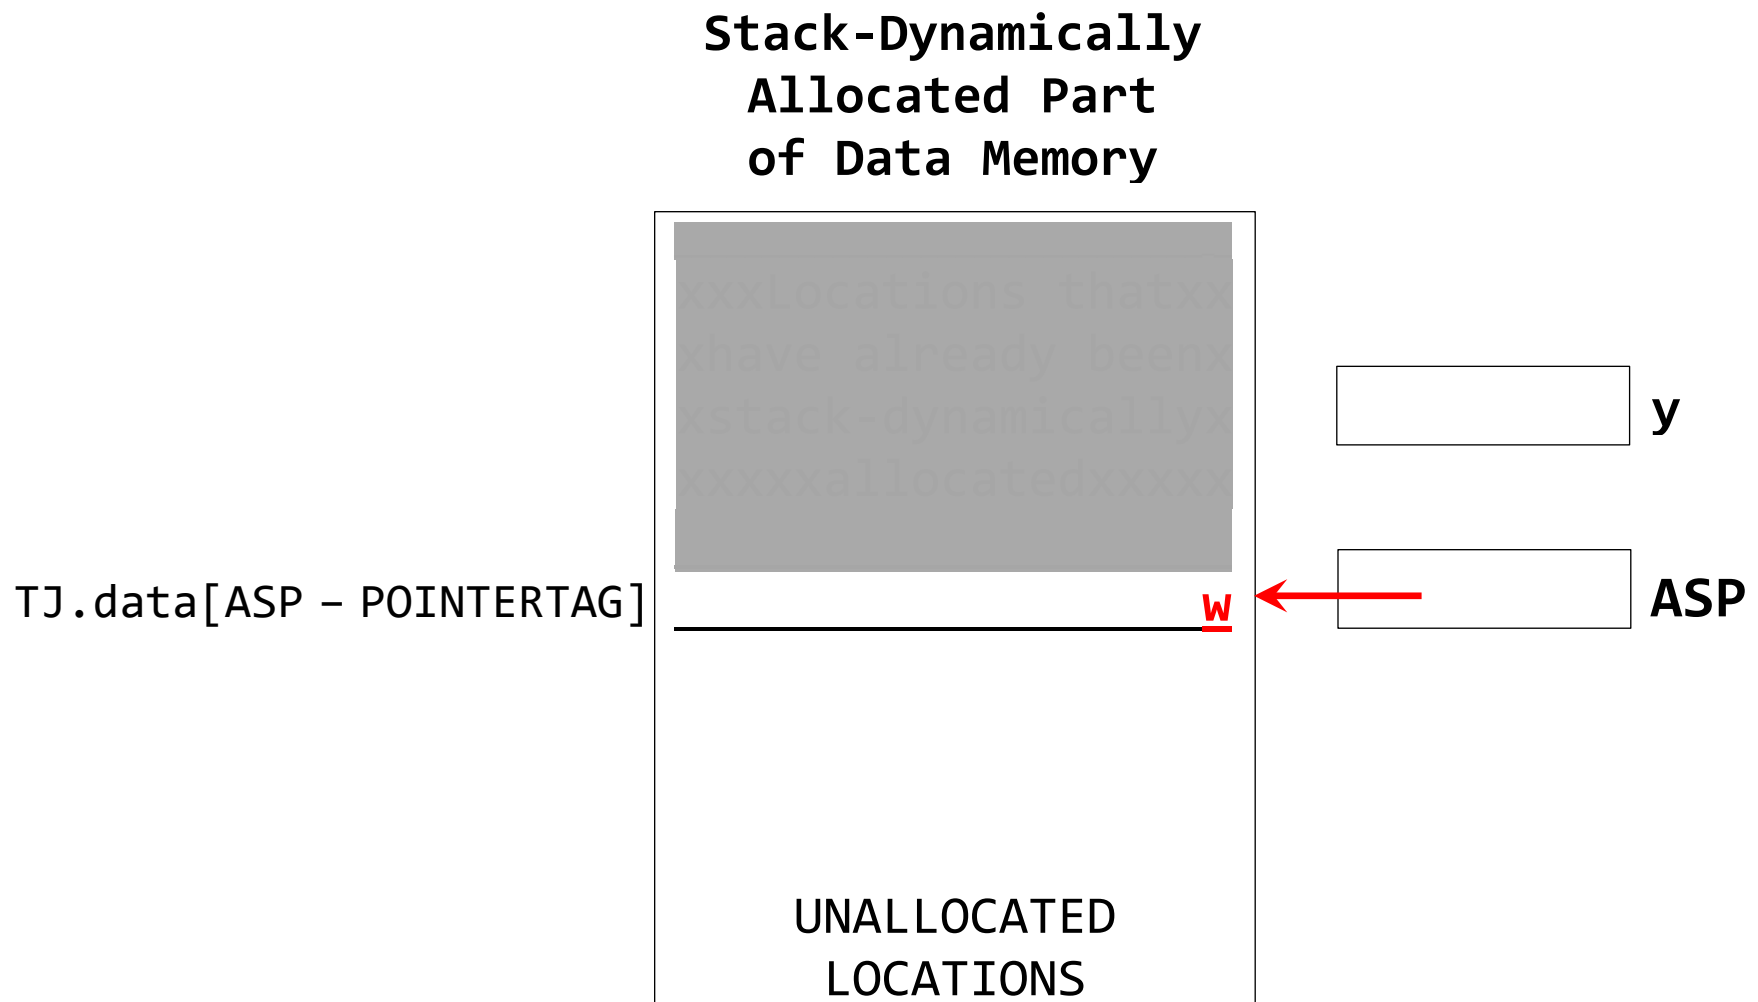 Stack-Dynamically
Allocated Part
of Data Memory
xxxLocations thatxx
xhave already beenx
xstack-dynamicallyx
xxxxxallocatedxxxxx
y
TJ.data[ASP – POINTERTAG]
w
ASP
UNALLOCATED
LOCATIONS